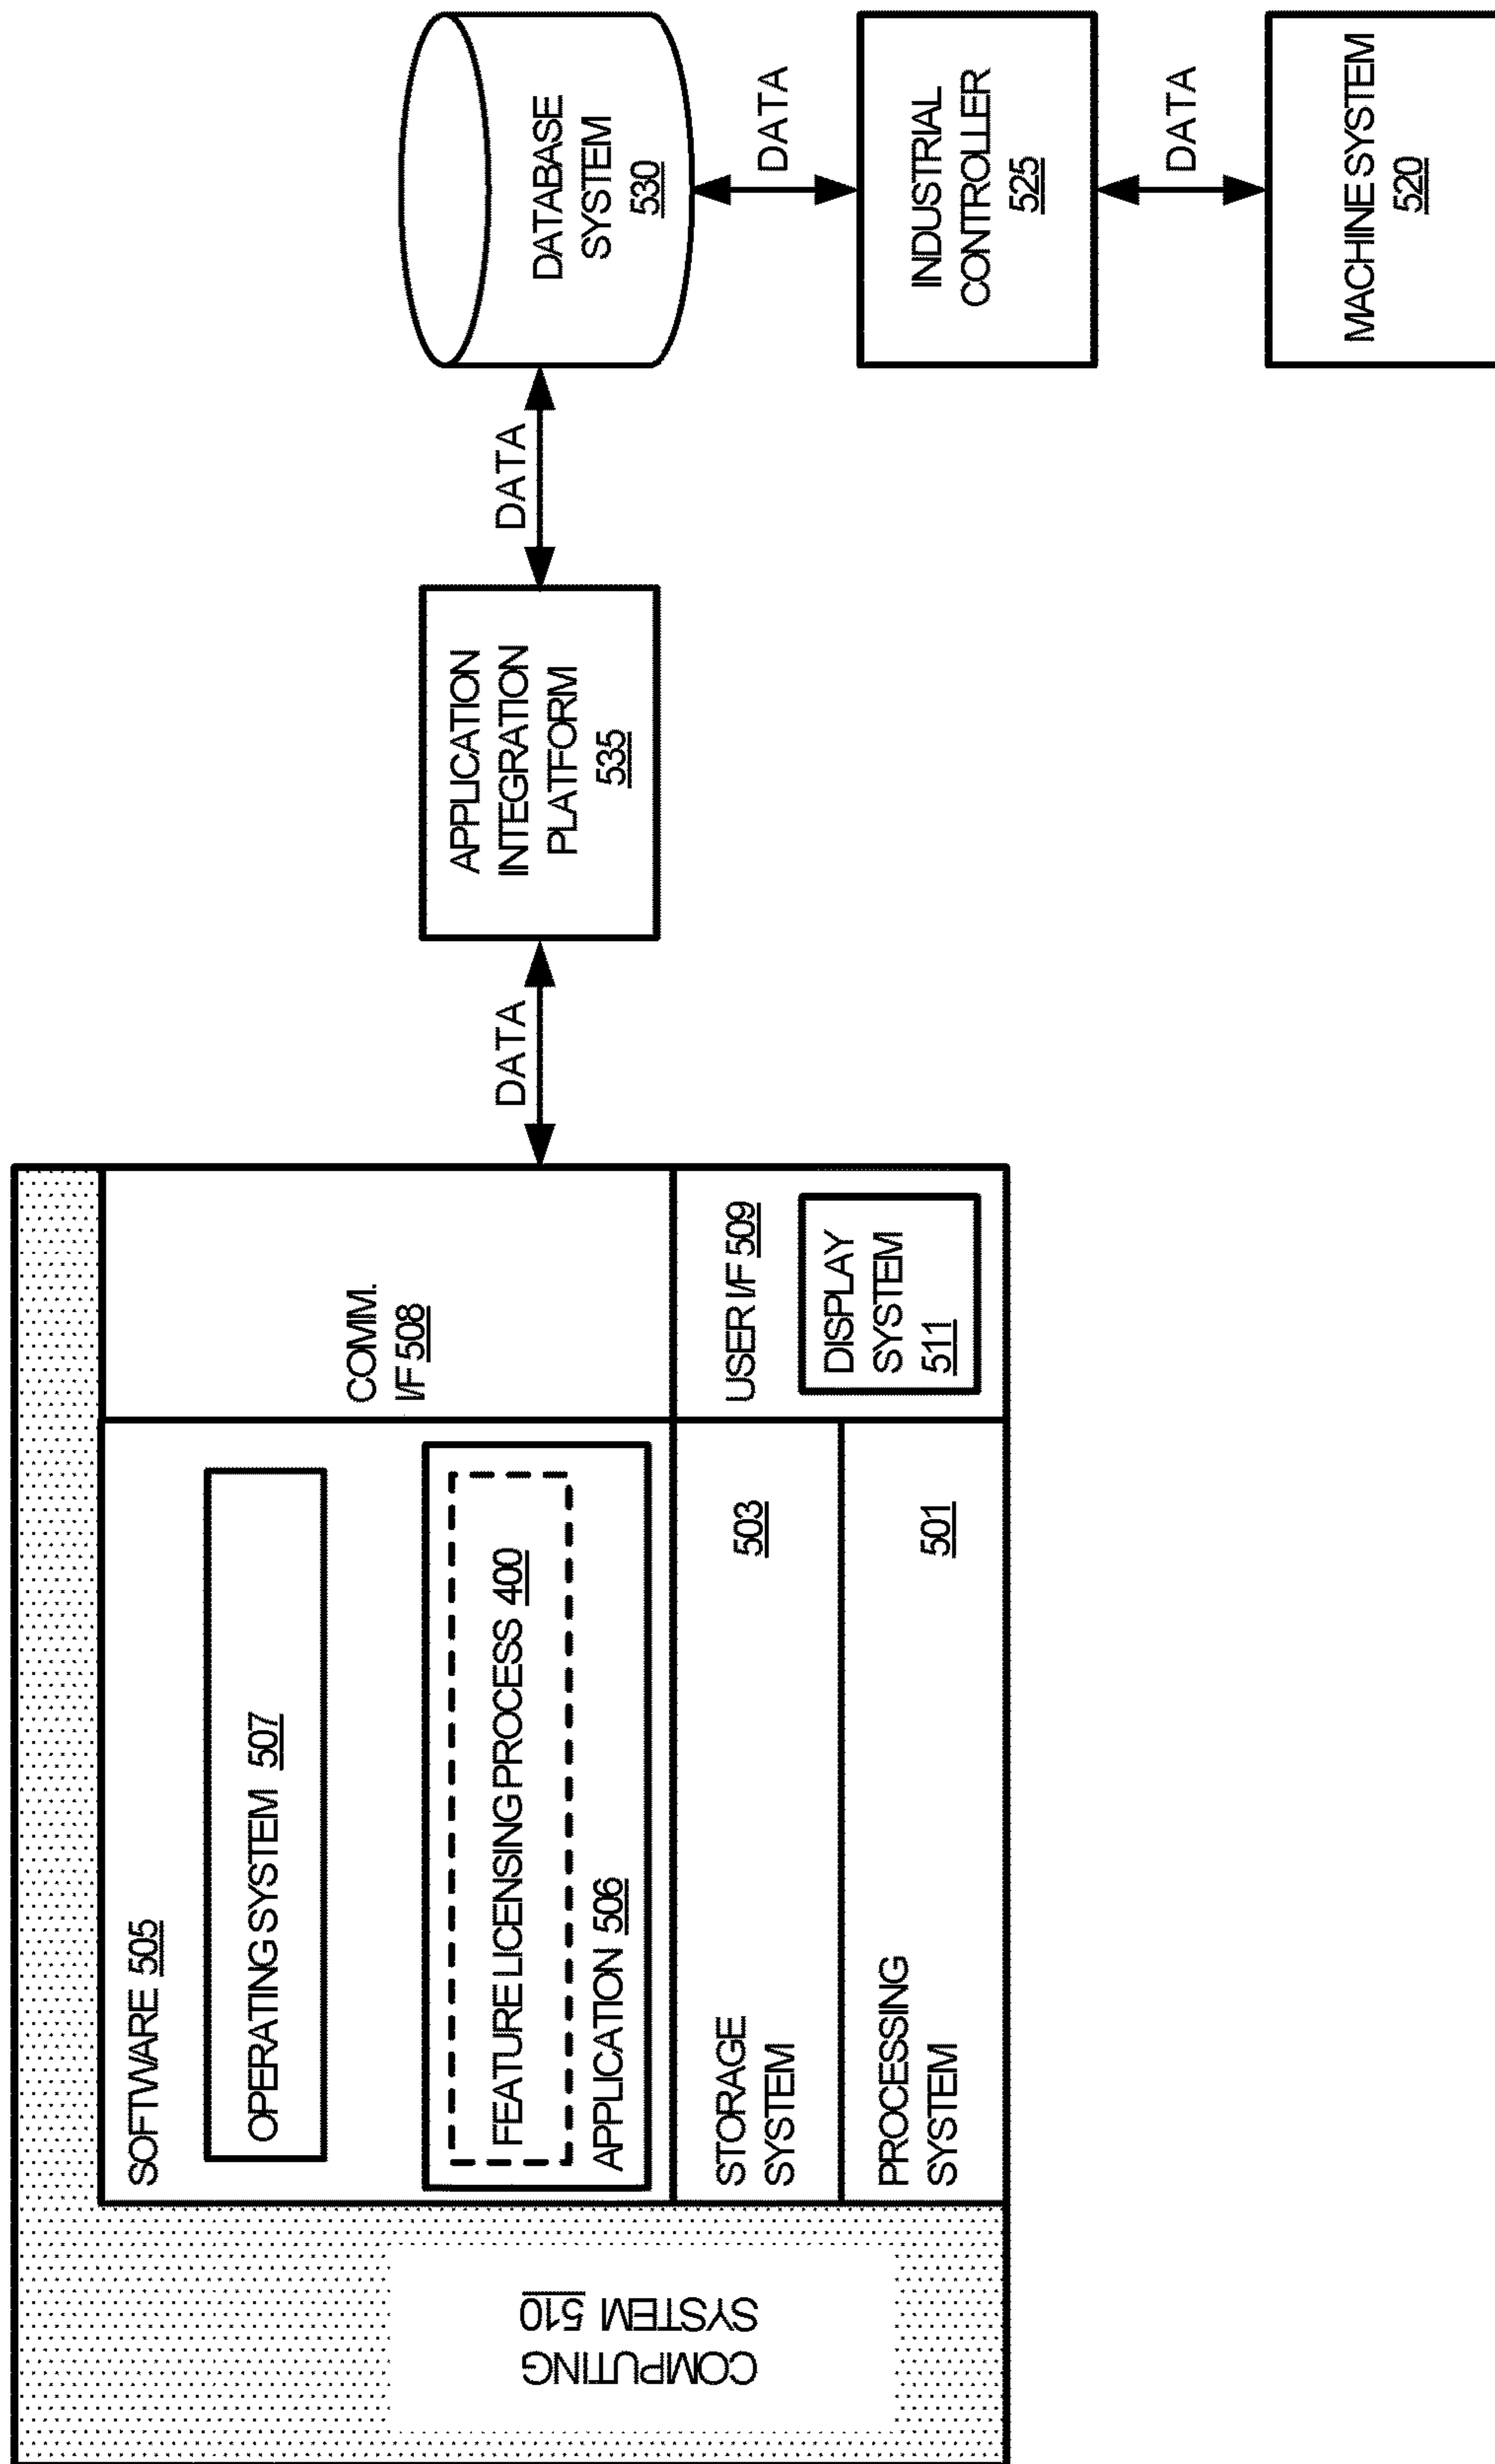 COMPUTING
SYSTEM 510
SOFTWARE 505
OPERATING SYSTEM 507
FEATURE LICENSING PROCESS 400
APPLICATION 506
COMM.
I/F 508
STORAGE
SYSTEM
503
PROCESSING
SYSTEM
501
USER I/F 509
DISPLAY
SYSTEM
511
DATA
APPLICATION
INTEGRATION
PLATFORM
535
DATA
DATABASE
SYSTEM
530
DATA
INDUSTRIAL
CONTROLLER
525
DATA
MACHINE SYSTEM
520